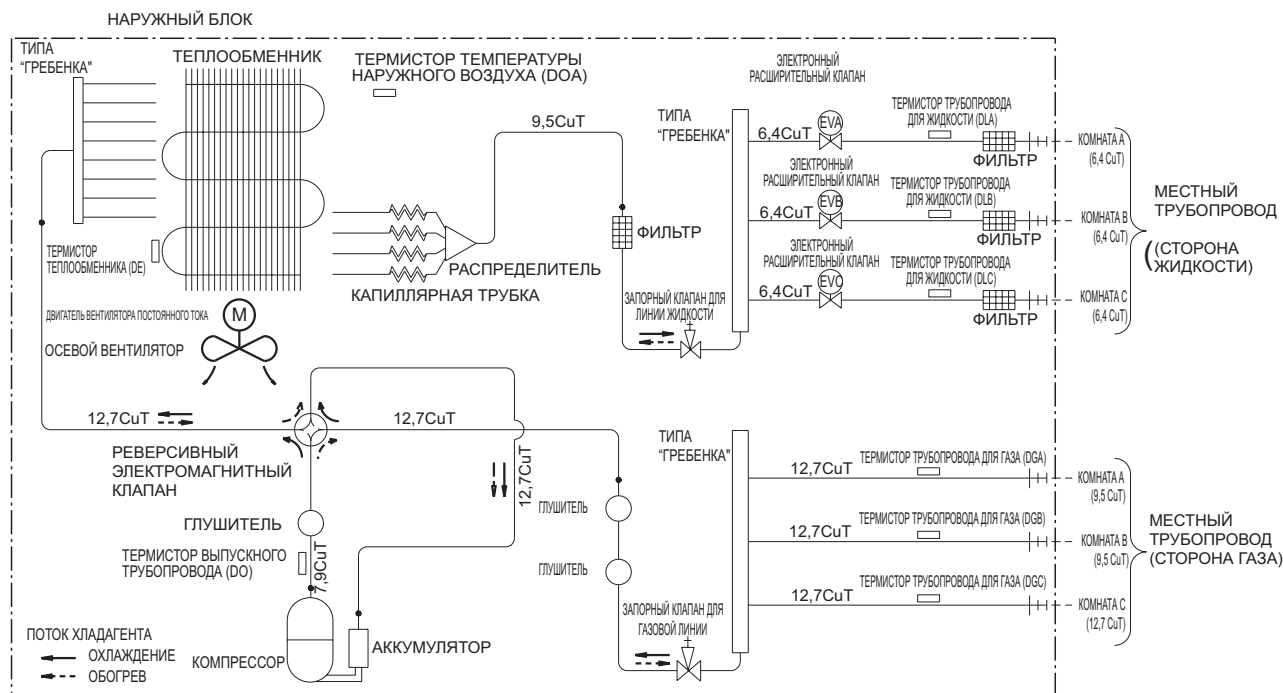 НАРУЖНЫЙ БЛОК
ТИПА
"ГРЕБЕНКА"
ТЕПЛООБМЕННИК
ТЕРМИСТОР ТЕМПЕРАТУРЫ
НАРУЖНОГО ВОЗДУХА (DOA)
9,5CuT
ТЕРМИСТОР
ТЕПЛООБМЕННИКА (DE)
РАСПРЕДЕЛИТЕЛЬ
КАПИЛЛЯРНАЯ ТРУБКА
ФИЛЬТР
ЗАПОРНЫЙ КЛАПАН ДЛЯ
ЛИНИИ ЖИДКОСТИ
ДВИГАТЕЛЬ ВЕНТИЛЯТОРА ПОСТОЯННОГО ТОКА
M
ОСЕВОЙ ВЕНТИЛЯТОР
ТИПА
"ГРЕБЕНКА"
ЭЛЕКТРОННЫЙ
РАСШИРИТЕЛЬНЫЙ КЛАПАН
6,4CuT
EVA
ТЕРМИСТОР ТРУБОПРОВОДА
ДЛЯ ЖИДКОСТИ (DLA)
ФИЛЬТР
КОМНАТА A
(6,4 CuT)
ЭЛЕКТРОННЫЙ
РАСШИРИТЕЛЬНЫЙ КЛАПАН
6,4CuT
EVB
ТЕРМИСТОР ТРУБОПРОВОДА
ДЛЯ ЖИДКОСТИ (DLB)
ФИЛЬТР
КОМНАТА B
(6,4 CuT)
ЭЛЕКТРОННЫЙ
РАСШИРИТЕЛЬНЫЙ КЛАПАН
6,4CuT
EVC
ТЕРМИСТОР ТРУБОПРОВОДА
ДЛЯ ЖИДКОСТИ (DLC)
ФИЛЬТР
КОМНАТА C
(6,4 CuT)
МЕСТНЫЙ
ТРУБОПРОВОД
(СТОРОНА
ЖИДКОСТИ)
12,7CuT
12,7CuT
РЕВЕРСИВНЫЙ
ЭЛЕКТРОМАГНИТНЫЙ
КЛАПАН
12,7CuT
ГЛУШИТЕЛЬ
ТЕРМИСТОР ВЫПУСКНОГО
ТРУБОПРОВОДА (DO)
7,9CuT
ГЛУШИТЕЛЬ
ГЛУШИТЕЛЬ
ЗАПОРНЫЙ КЛАПАН ДЛЯ
ГАЗОВОЙ ЛИНИИ
АККУМУЛЯТОР
КОМПРЕССОР
ПОТОК ХЛАДАГЕНТА
ОХЛАЖДЕНИЕ
ОБОГРЕВ
ТИПА
"ГРЕБЕНКА"
12,7CuT
ТЕРМИСТОР ТРУБОПРОВОДА ДЛЯ ГАЗА (DGA)
КОМНАТА A
(9,5 CuT)
12,7CuT
ТЕРМИСТОР ТРУБОПРОВОДА ДЛЯ ГАЗА (DGB)
КОМНАТА B
(9,5 CuT)
12,7CuT
ТЕРМИСТОР ТРУБОПРОВОДА ДЛЯ ГАЗА (DGC)
КОМНАТА C
(12,7 CuT)
МЕСТНЫЙ
ТРУБОПРОВОД
(СТОРОНА ГАЗА)